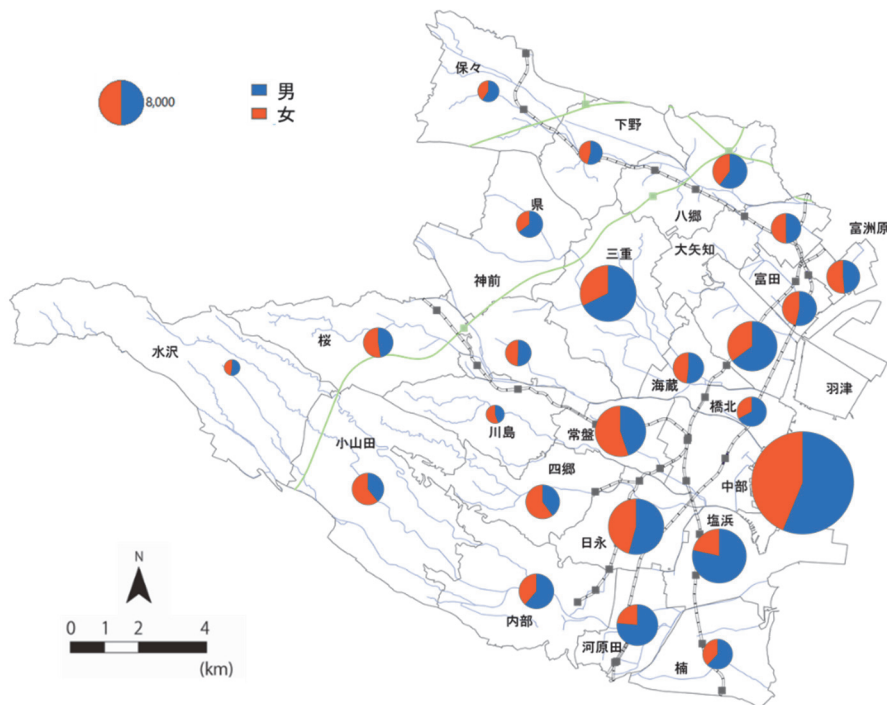 保々
8,000
男
女
下野
県
八郷
富洲原
三重
大矢知
神前
富田
桜
水沢
海蔵
羽津
橋北
川島
常盤
小山田
四郷
中部
塩浜
日永
内部
河原田
楠
N
0 1 2 4
(km)